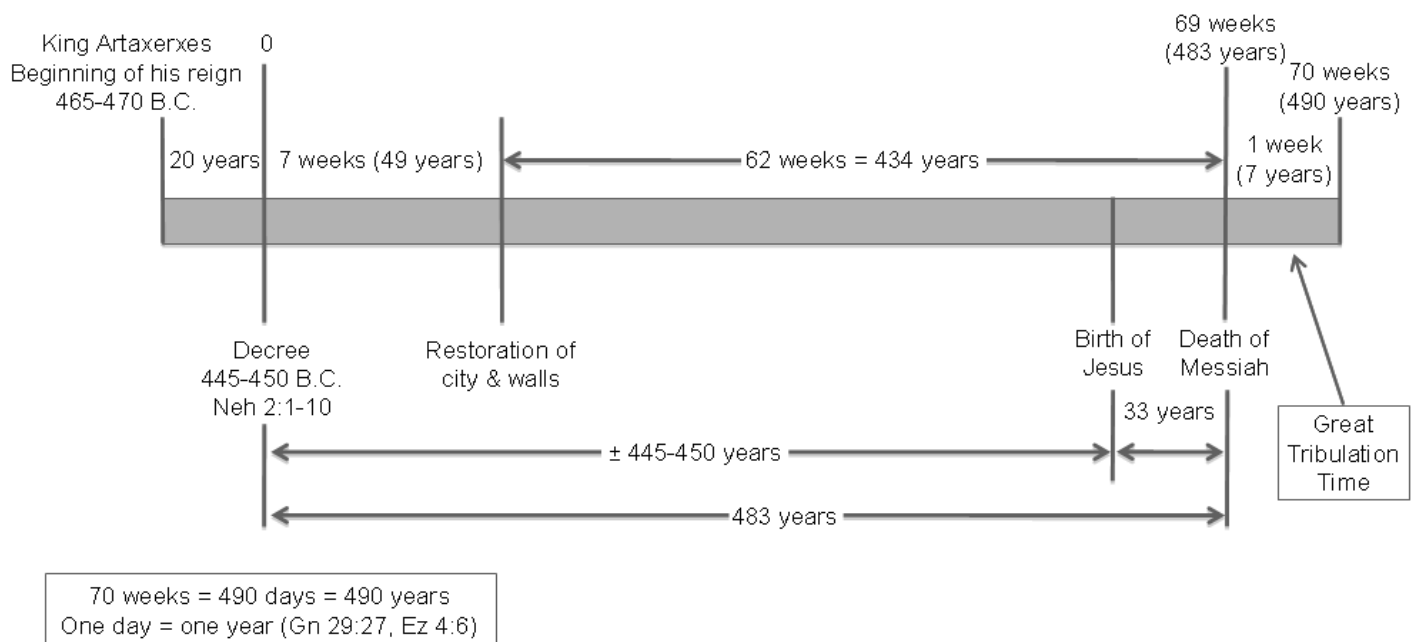 King Artaxerxes
Beginning of his reign
465-470 B.C.
0
69 weeks
(483 years)
70 weeks
(490 years)
20 years
7 weeks (49 years)
62 weeks = 434 years
1 week
(7 years)
Decree
445-450 B.C.
Neh 2:1-10
Restoration of
city & walls
Birth of
Jesus
Death of
Messiah
33 years
± 445-450 years
483 years
Great
Tribulation
Time
70 weeks = 490 days = 490 years
One day = one year (Gn 29:27, Ez 4:6)